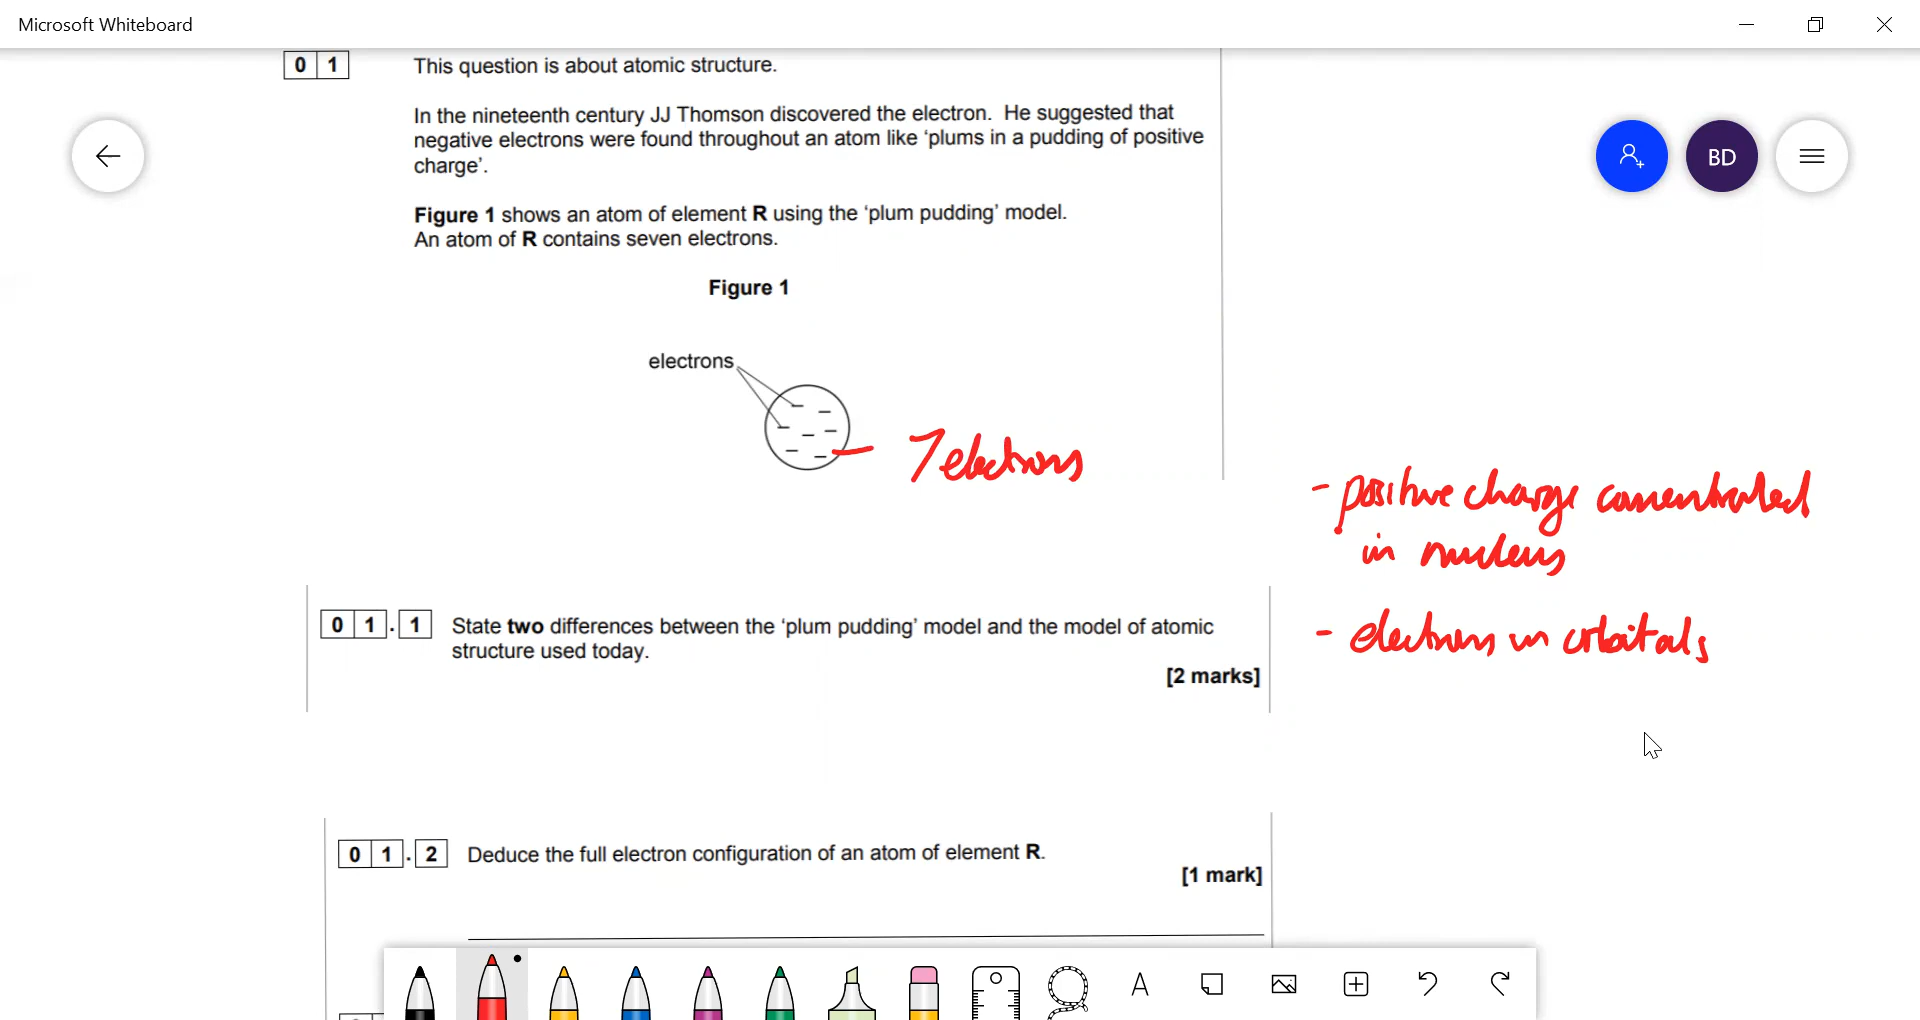 Microsoft Whiteboard
0 1 This question is about atomic structure.
In the nineteenth century JJ Thomson discovered the electron. He suggested that
negative electrons were found throughout an atom like ‘plums in a pudding of positive
charge’.
Figure 1 shows an atom of element R using the ‘plum pudding’ model.
An atom of R contains seven electrons.
Figure 1
electrons
7 electrons
- positive charge concentrated
in nucleus
- electrons in orbitals
0 1 . 1 State two differences between the ‘plum pudding’ model and the model of atomic
structure used today.
[2 marks]
0 1 . 2 Deduce the full electron configuration of an atom of element R.
[1 mark]
BD
A